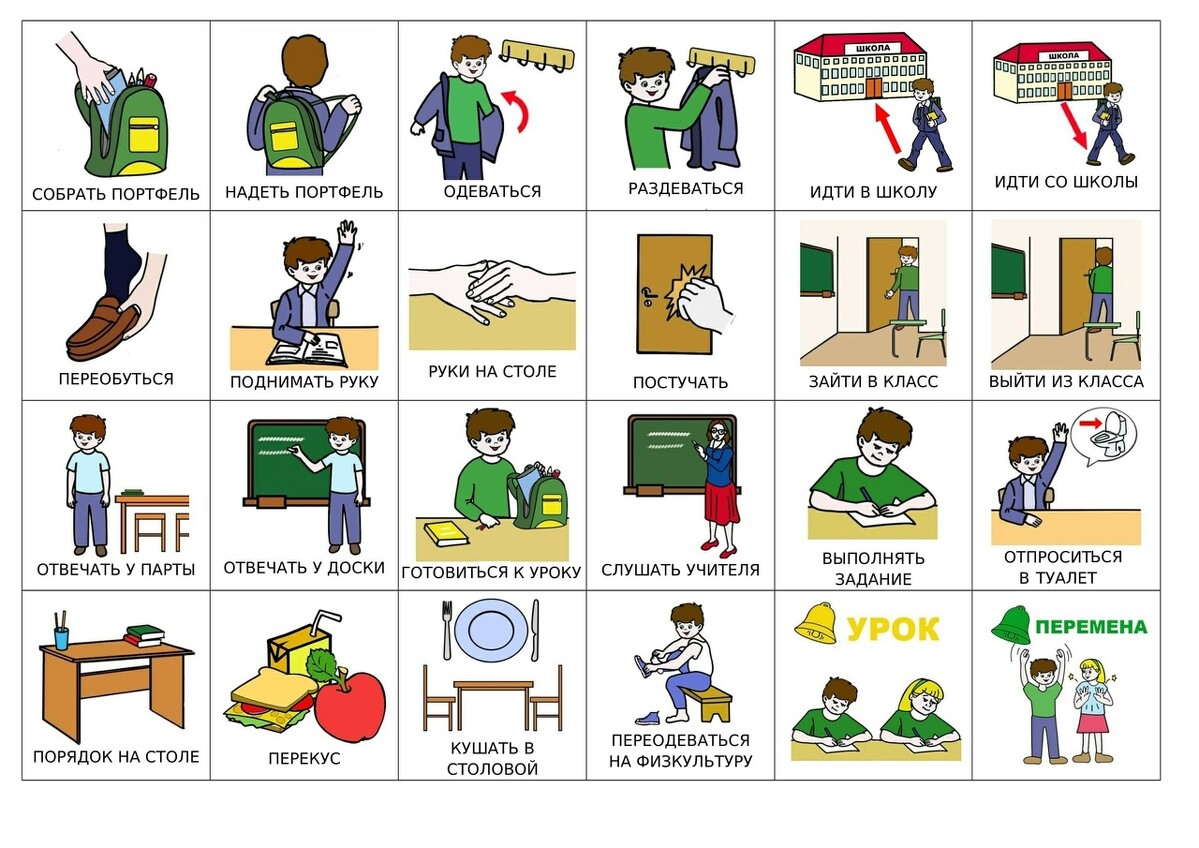 ШКОЛА
ШКОЛА
СОБРАТЬ ПОРТФЕЛЬ
НАДЕТЬ ПОРТФЕЛЬ
ОДЕВАТЬСЯ
РАЗДЕВАТЬСЯ
ИДТИ В ШКОЛУ
ИДТИ СО ШКОЛЫ
ПЕРЕОБУТЬСЯ
ПОДНИМАТЬ РУКУ
РУКИ НА СТОЛЕ
ПОСТУЧАТЬ
ЗАЙТИ В КЛАСС
ВЫЙТИ ИЗ КЛАССА
ОТВЕЧАТЬ У ПАРТЫ
ОТВЕЧАТЬ У ДОСКИ
ГОТОВИТЬСЯ К УРОКУ
СЛУШАТЬ УЧИТЕЛЯ
ВЫПОЛНЯТЬ
ЗАДАНИЕ
ОТПРОСИТЬСЯ
В ТУАЛЕТ
ПОРЯДОК НА СТОЛЕ
ПЕРЕКУС
КУШАТЬ В
СТОЛОВОЙ
ПЕРЕОДЕВАТЬСЯ
НА ФИЗКУЛЬТУРУ
УРОК
ПЕРЕМЕНА